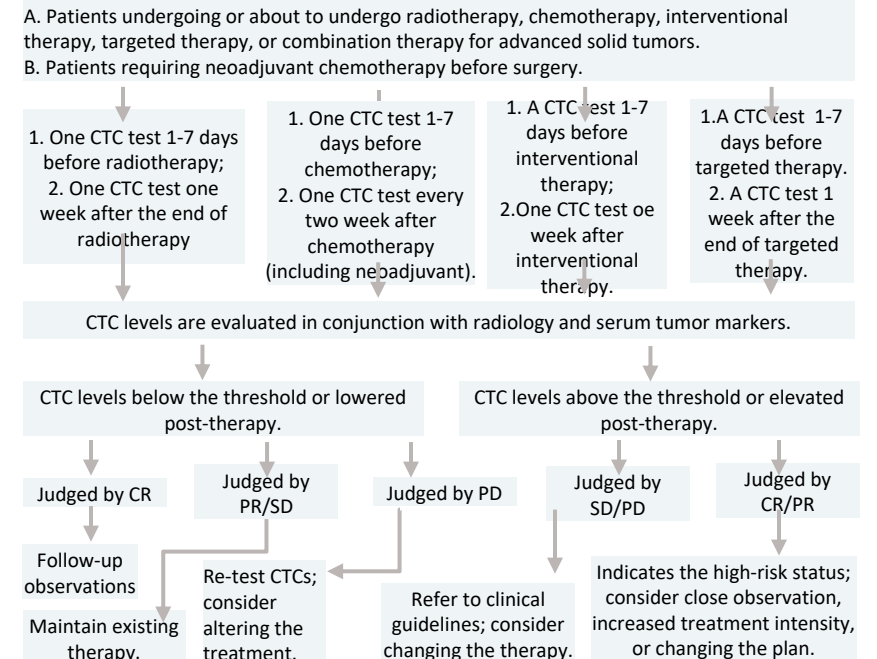 A. Patients undergoing or about to undergo radiotherapy, chemotherapy, interventional
therapy, targeted therapy, or combination therapy for advanced solid tumors.
B. Patients requiring neoadjuvant chemotherapy before surgery.
1. One CTC test 1-7 days
before radiotherapy;
2. One CTC test one
week after the end of
radiotherapy
1. One CTC test 1-7
days before
chemotherapy;
2. One CTC test every
two week after
chemotherapy
(including neoadjuvant).
1. A CTC test 1-7
days before
interventional
therapy;
2.One CTC test oe
week after
interventional
therapy.
1.A CTC test 1-7
days before
targeted therapy.
2. A CTC test 1
week after the
end of targeted
therapy.
CTC levels are evaluated in conjunction with radiology and serum tumor markers.
CTC levels below the threshold or lowered
post-therapy.
CTC levels above the threshold or elevated
post-therapy.
Judged by CR
Judged by
PR/SD
Judged by PD
Judged by
SD/PD
Judged by
CR/PR
Follow-up
observations
Maintain existing
therapy.
Re-test CTCs;
consider
altering the
treatment.
Refer to clinical
guidelines; consider
changing the therapy.
Indicates the high-risk status;
consider close observation,
increased treatment intensity,
or changing the plan.